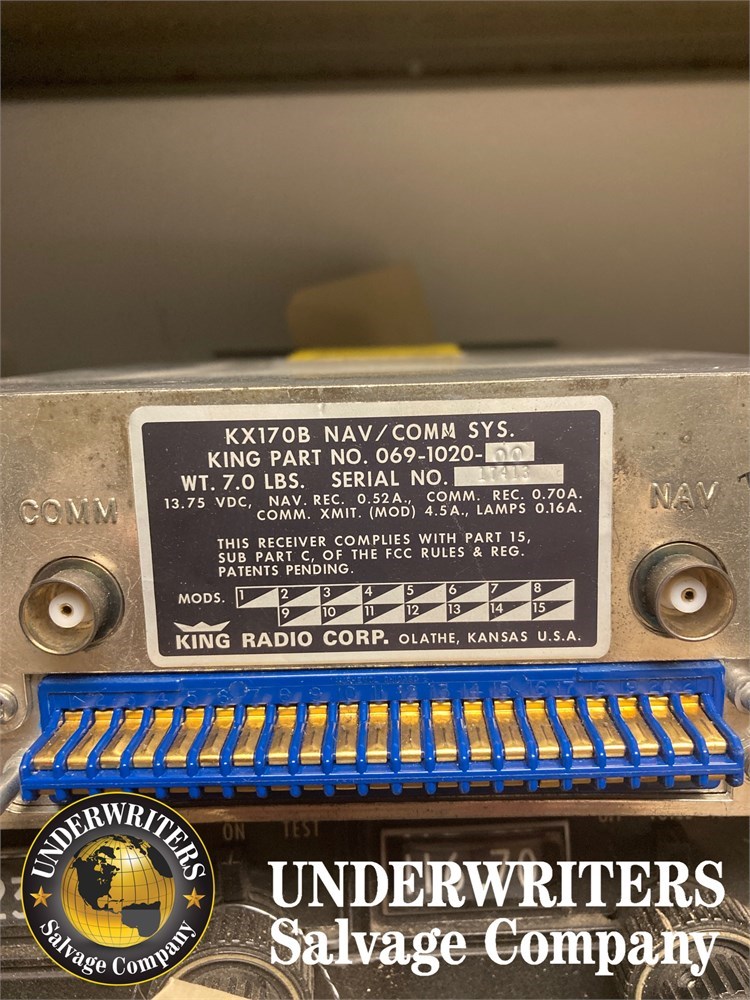 KX170B NAV/COMM SYS.
KING PART NO. 069-1020-00
WT. 7.0 LBS. SERIAL NO. 17413
13.75 VDC, NAV. REC. 0.52A., COMM. REC. 0.70A.
COMM. XMIT. (MOD) 4.5A., LAMPS 0.16A.
COMM
NAV
THIS RECEIVER COMPLIES WITH PART 15,
SUB PART C, OF THE FCC RULES & REG.
PATENTS PENDING.
MODS. 1 2 3 4 5 6 7 8
9 10 11 12 13 14 15
KING RADIO CORP. OLATHE, KANSAS U.S.A.
ON TEST
UNDERWRITERS
Salvage Company
UNDERWRITERS
Salvage Company